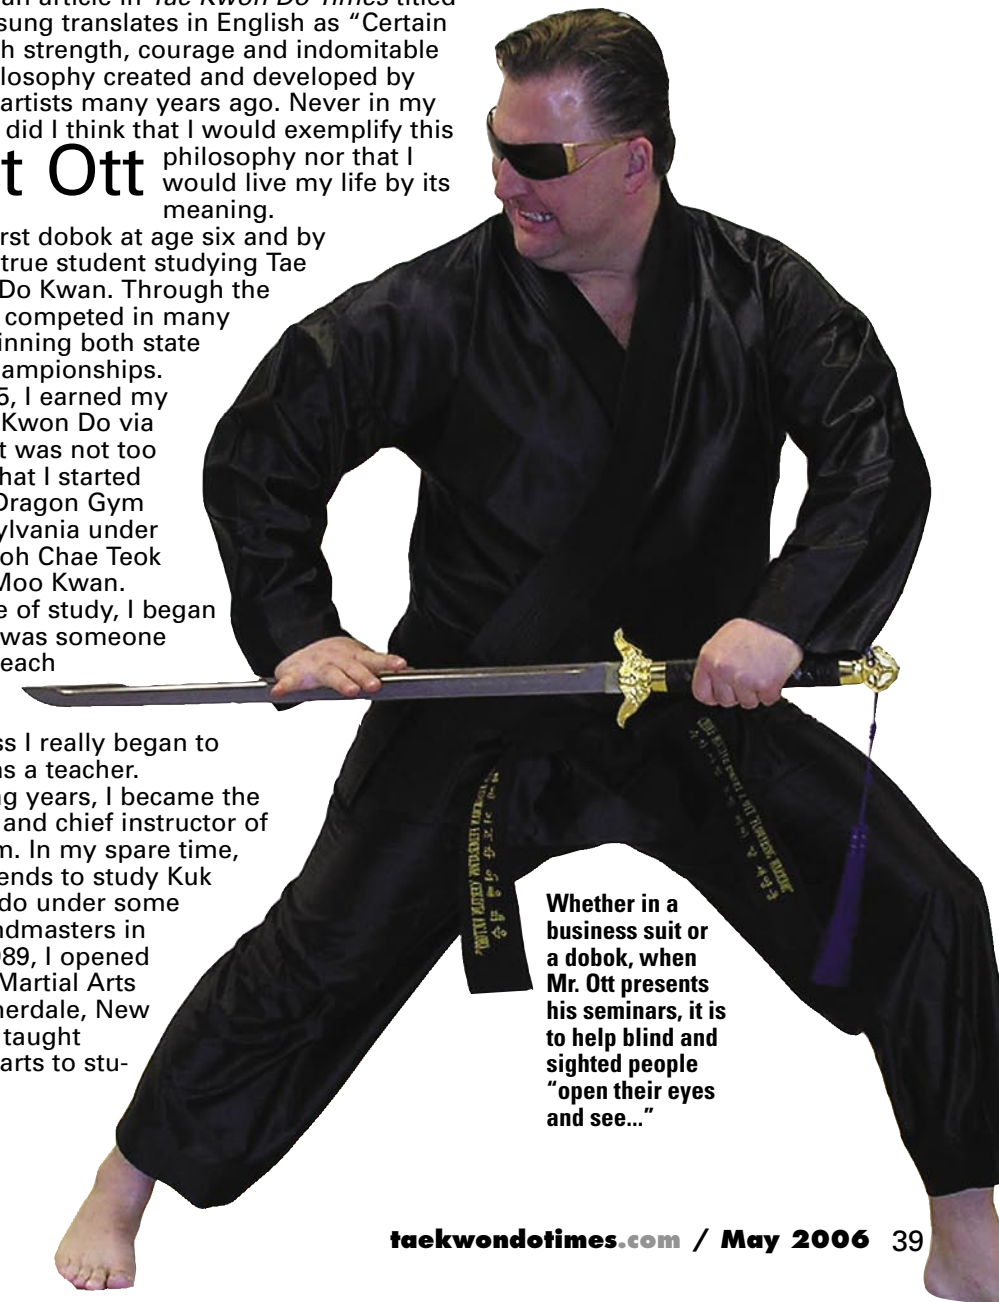 an article in Tae Kwon Do Times titled
sung translates in English as “Certain
h strength, courage and indomitable
losophy created and developed by
artists many years ago. Never in my
did I think that I would exemplify this
t Ott
philosophy nor that I
would live my life by its
meaning.
rst dobok at age six and by
true student studying Tae
Do Kwan. Through the
competed in many
inning both state
ampionships.
5, I earned my
Kwon Do via
t was not too
hat I started
Dragon Gym
ylvania under
oh Chae Teok
Moo Kwan.
e of study, I began
was someone
each
ss I really began to
as a teacher.
ng years, I became the
and chief instructor of
m. In my spare time,
ends to study Kuk
do under some
ndmasters in
989, I opened
Martial Arts
herdale, New
taught
arts to stu-
Whether in a
business suit or
a dobok, when
Mr. Ott presents
his seminars, it is
to help blind and
sighted people
“open their eyes
and see...”
taekwondotimes.com / May 2006 39